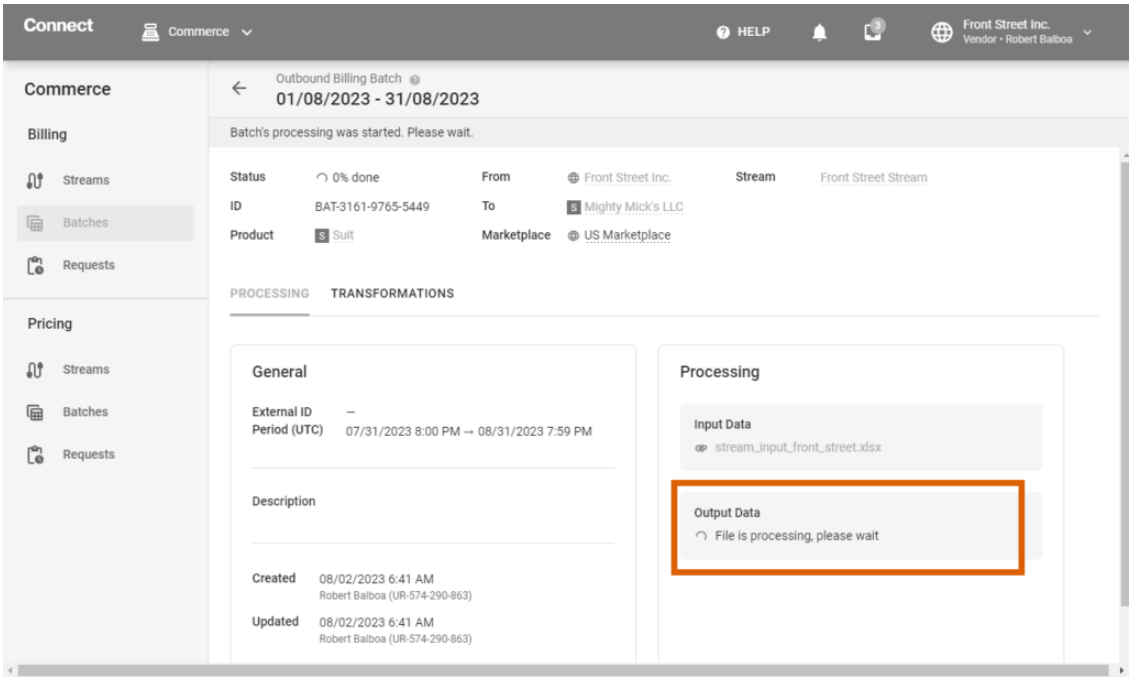 Connect
Commerce
HELP
3
Front Street Inc.
Vendor • Robert Balboa
Commerce
Billing
Streams
Batches
Requests
Pricing
Streams
Batches
Requests
Outbound Billing Batch
01/08/2023 - 31/08/2023
Batch's processing was started. Please wait.
Status 0% done From Front Street Inc. Stream Front Street Stream
ID BAT-3161-9765-5449 To S Mighty Mick's LLC
Product S Suit Marketplace US Marketplace
PROCESSING TRANSFORMATIONS
General
External ID —
Period (UTC) 07/31/2023 8:00 PM → 08/31/2023 7:59 PM
Description
Created 08/02/2023 6:41 AM
Robert Balboa (UR-574-290-863)
Updated 08/02/2023 6:41 AM
Robert Balboa (UR-574-290-863)
Processing
Input Data
stream_input_front_street.xlsx
Output Data
File is processing, please wait